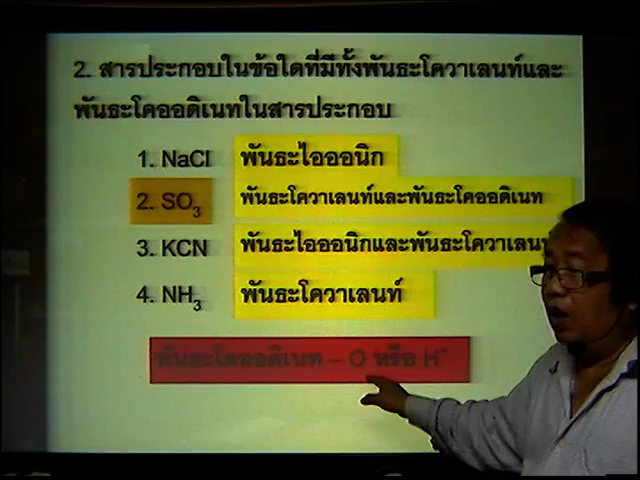 2. สารประกอบในข้อใดที่มีทั้งพันธะโควาเลนท์และ
พันธะโคออดิเนทในสารประกอบ
1. NaCl พันธะไอออนิก
2. SO₃ พันธะโควาเลนท์และพันธะโคออดิเนท
3. KCN พันธะไอออนิกและพันธะโควาเลนท
4. NH₃ พันธะโควาเลนท์
พันธะโคออดิเนท – O หรือ H⁺